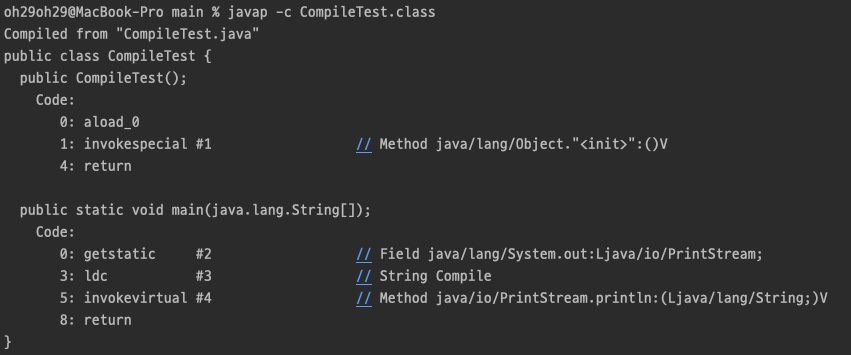 oh29oh29@MacBook-Pro main % javap -c CompileTest.class
Compiled from "CompileTest.java"
public class CompileTest {
  public CompileTest();
    Code:
       0: aload_0
       1: invokespecial #1                  // Method java/lang/Object."<init>":()V
       4: return

  public static void main(java.lang.String[]);
    Code:
       0: getstatic     #2                  // Field java/lang/System.out:Ljava/io/PrintStream;
       3: ldc           #3                  // String Compile
       5: invokevirtual #4                  // Method java/io/PrintStream.println:(Ljava/lang/String;)V
       8: return
}